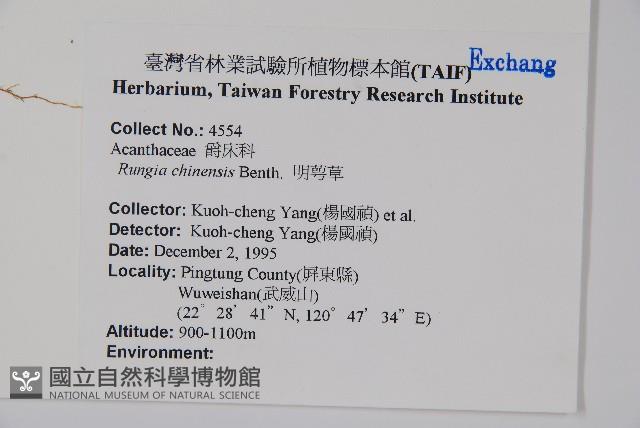 臺灣省林業試驗所植物標本館(TAIF)
Exchang
Herbarium, Taiwan Forestry Research Institute
Collect No.: 4554
Acanthaceae 爵床科
Rungia chinensis Benth. 明萼草
Collector: Kuoh-cheng Yang(楊國禎) et al.
Detector: Kuoh-cheng Yang(楊國禎)
Date: December 2, 1995
Locality: Pingtung County(屏東縣)
Wuweishan(武威山)
(22° 28' 41" N, 120° 47' 34" E)
Altitude: 900-1100m
Environment:
國立自然科學博物館
NATIONAL MUSEUM OF NATURAL SCIENCE